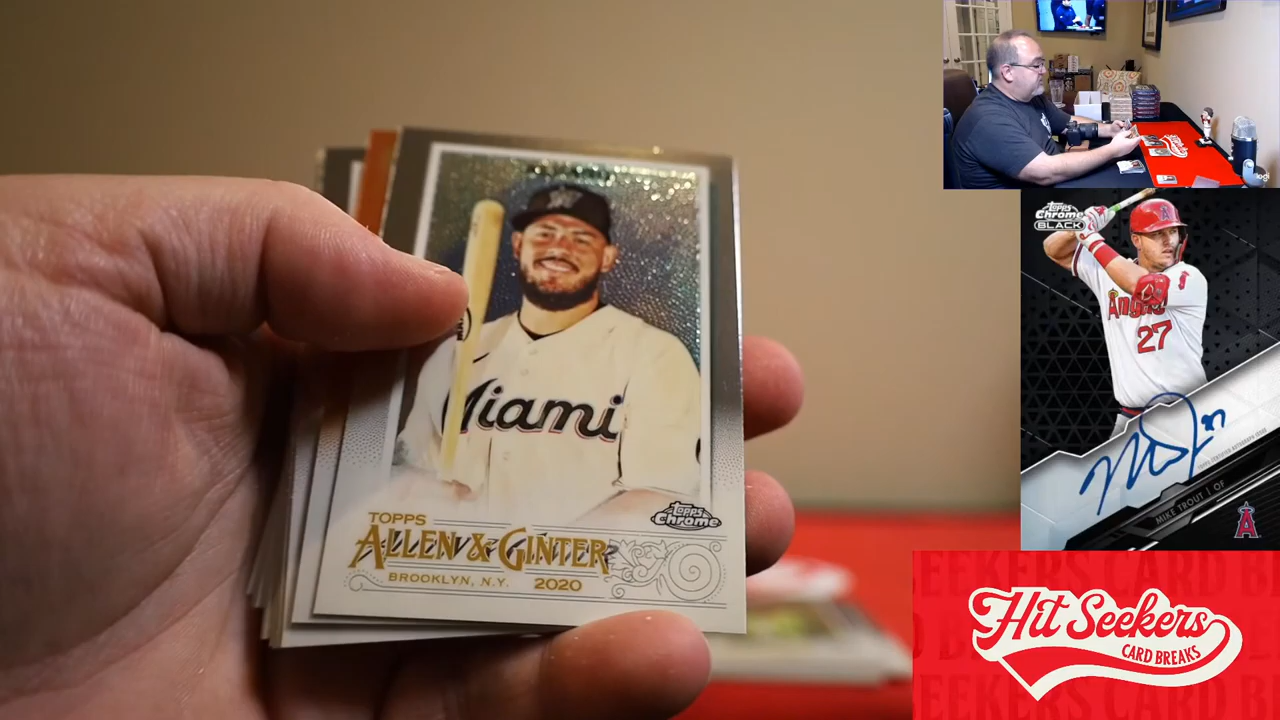 Miami
Topps
Chrome
TOPPS
ALLEN & GINTER
BROOKLYN, N.Y. 2020
logi
Topps
Chrome
BLACK
Angels
27
MIKE TROUT | OF
A
Hit Seekers
CARD BREAKS